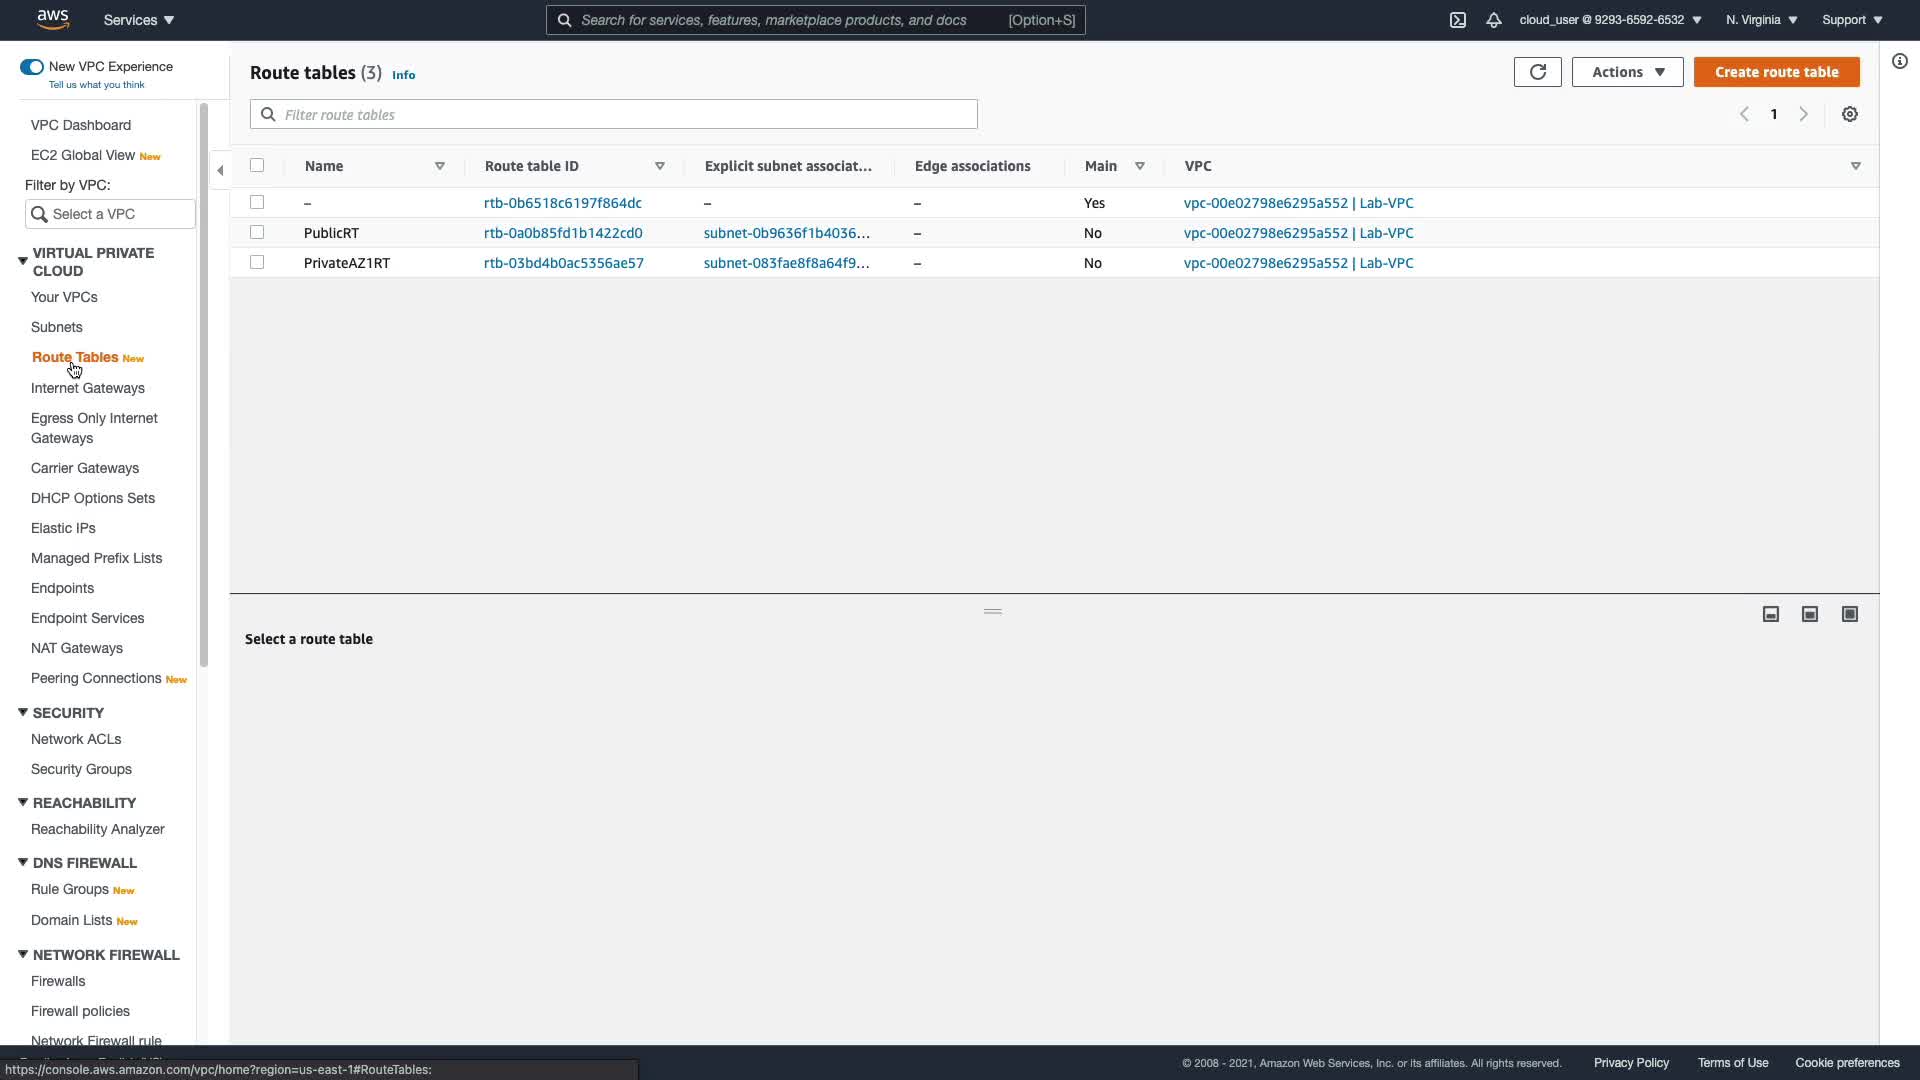 aws
Services
Search for services, features, marketplace products, and docs [Option+S]
cloud_user @ 9293-6592-6532
N. Virginia
Support
New VPC Experience
Tell us what you think
VPC Dashboard
EC2 Global View New
Filter by VPC:
Select a VPC
VIRTUAL PRIVATE
CLOUD
Your VPCs
Subnets
Route Tables New
Internet Gateways
Egress Only Internet
Gateways
Carrier Gateways
DHCP Options Sets
Elastic IPs
Managed Prefix Lists
Endpoints
Endpoint Services
NAT Gateways
Peering Connections New
SECURITY
Network ACLs
Security Groups
REACHABILITY
Reachability Analyzer
DNS FIREWALL
Rule Groups New
Domain Lists New
NETWORK FIREWALL
Firewalls
Firewall policies
Network Firewall rule
Route tables (3) Info
Actions
Create route table
Filter route tables
1
Name Route table ID Explicit subnet associat... Edge associations Main VPC
– rtb-0b6518c6197f864dc – – Yes vpc-00e02798e6295a552 | Lab-VPC
PublicRT rtb-0a0b85fd1b1422cd0 subnet-0b9636f1b4036... – No vpc-00e02798e6295a552 | Lab-VPC
PrivateAZ1RT rtb-03bd4b0ac5356ae57 subnet-083fae8f8a64f9... – No vpc-00e02798e6295a552 | Lab-VPC
Select a route table
https://console.aws.amazon.com/vpc/home?region=us-east-1#RouteTables:
© 2008 - 2021, Amazon Web Services, Inc. or its affiliates. All rights reserved.
Privacy Policy
Terms of Use
Cookie preferences